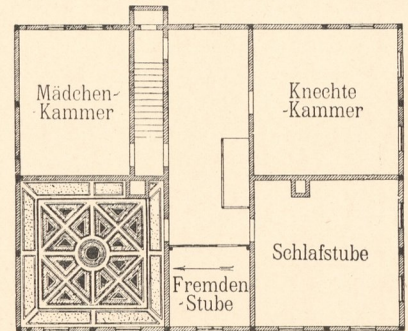 Mädchen-
Kammer
Knechte
-Kammer
Schlafstube
Fremden
-Stube